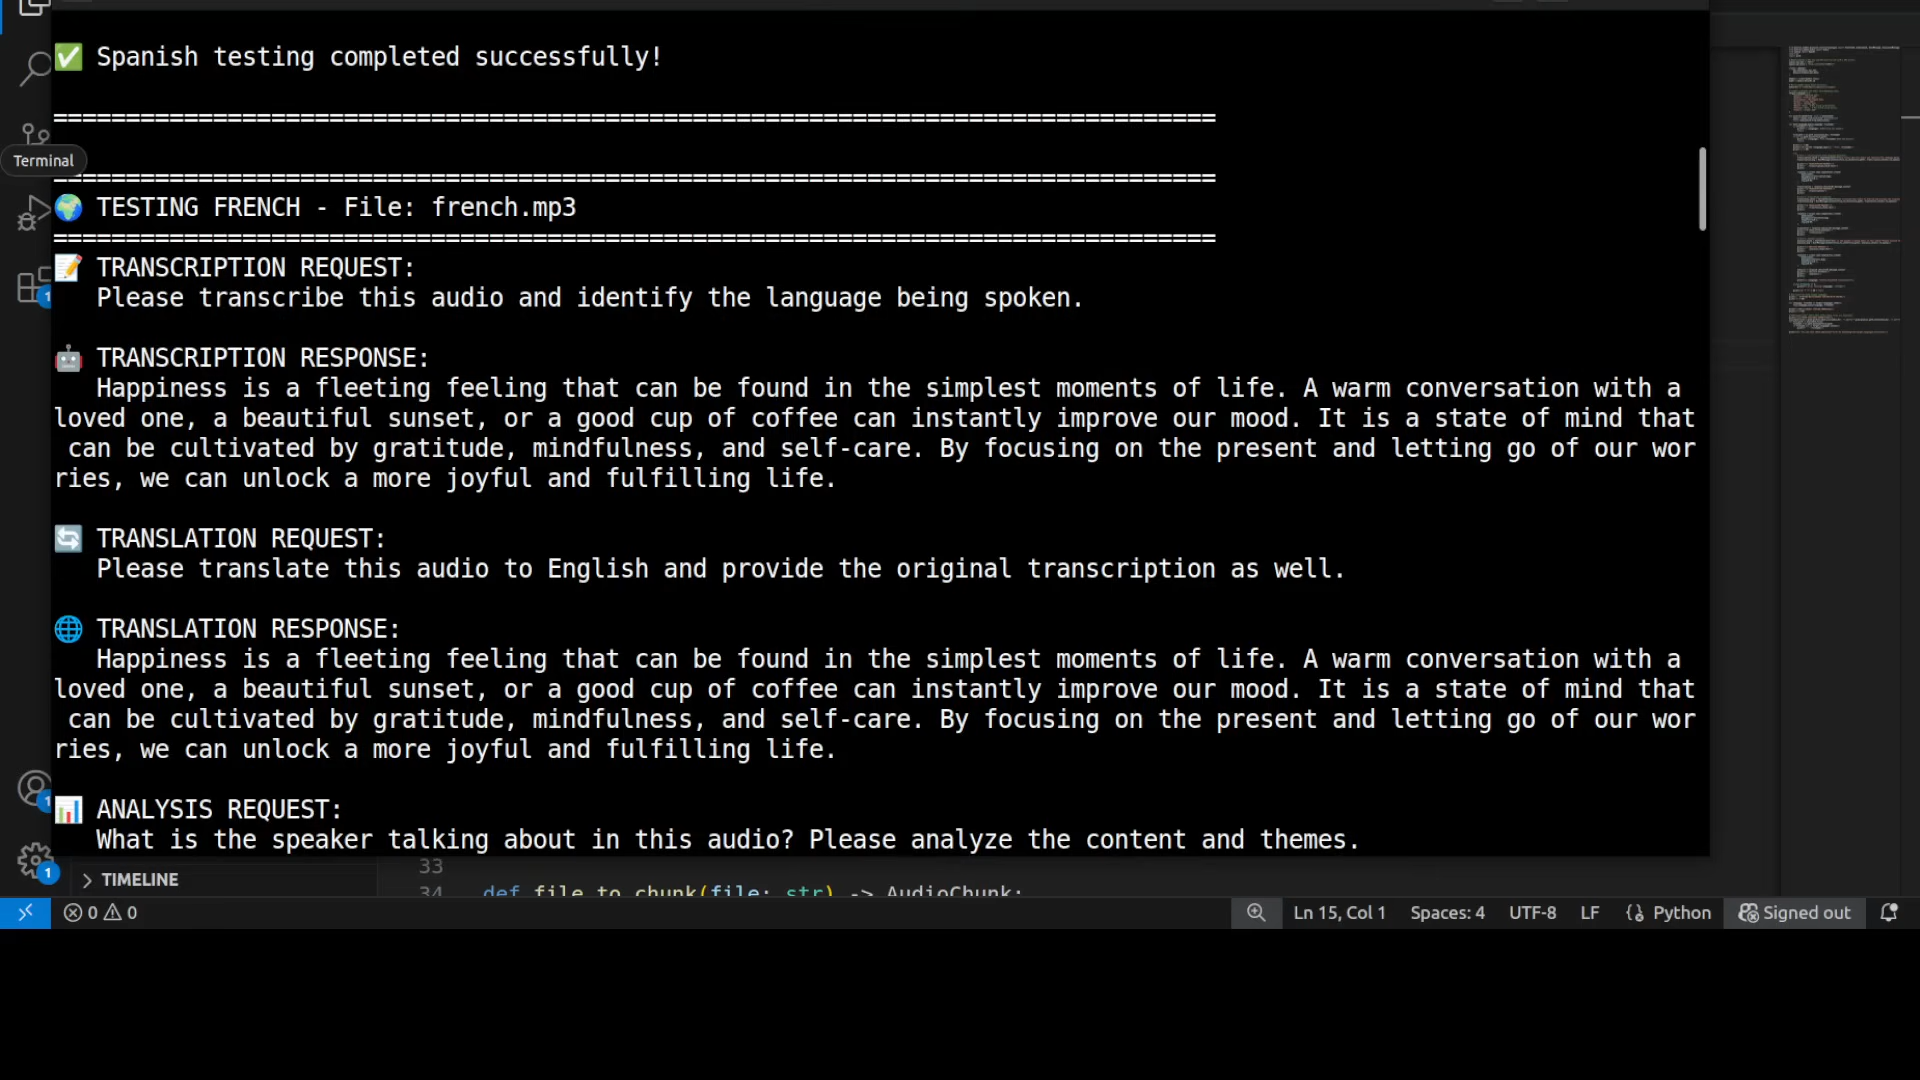 ✅ Spanish testing completed successfully!
================================================================================
Terminal
================================================================================
🌍 TESTING FRENCH - File: french.mp3
================================================================================
📝 TRANSCRIPTION REQUEST:
Please transcribe this audio and identify the language being spoken.
🤖 TRANSCRIPTION RESPONSE:
Happiness is a fleeting feeling that can be found in the simplest moments of life. A warm conversation with a
loved one, a beautiful sunset, or a good cup of coffee can instantly improve our mood. It is a state of mind that
can be cultivated by gratitude, mindfulness, and self-care. By focusing on the present and letting go of our wor
ries, we can unlock a more joyful and fulfilling life.
🔄 TRANSLATION REQUEST:
Please translate this audio to English and provide the original transcription as well.
🌐 TRANSLATION RESPONSE:
Happiness is a fleeting feeling that can be found in the simplest moments of life. A warm conversation with a
loved one, a beautiful sunset, or a good cup of coffee can instantly improve our mood. It is a state of mind that
can be cultivated by gratitude, mindfulness, and self-care. By focusing on the present and letting go of our wor
ries, we can unlock a more joyful and fulfilling life.
📊 ANALYSIS REQUEST:
What is the speaker talking about in this audio? Please analyze the content and themes.
33
TIMELINE
34 def file_to_chunk(file: str) -> AudioChunk:
0 0 Ln 15, Col 1 Spaces: 4 UTF-8 LF Python Signed out